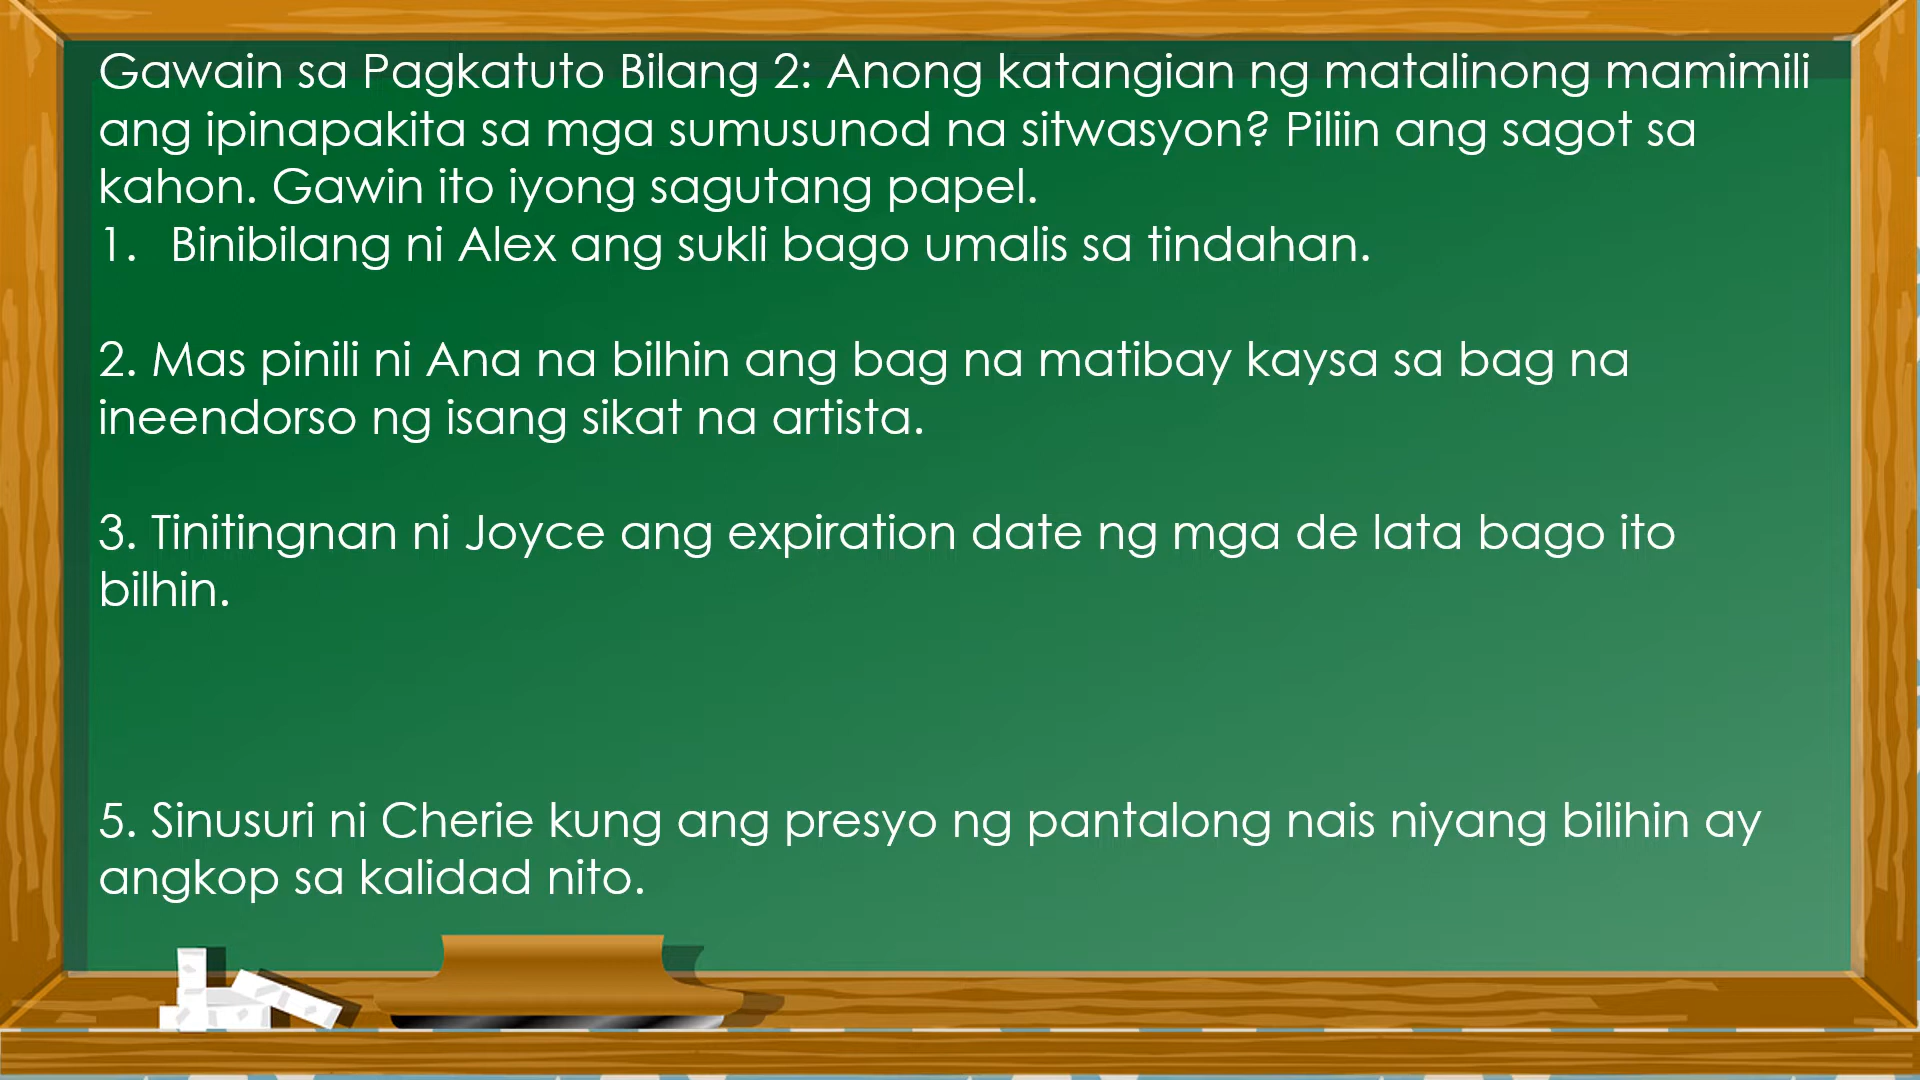 Gawain sa Pagkatuto Bilang 2: Anong katangian ng matalinong mamimili
ang ipinapakita sa mga sumusunod na sitwasyon? Piliin ang sagot sa
kahon. Gawin ito iyong sagutang papel.
1. Binibilang ni Alex ang sukli bago umalis sa tindahan.
2. Mas pinili ni Ana na bilhin ang bag na matibay kaysa sa bag na
ineendorso ng isang sikat na artista.
3. Tinitingnan ni Joyce ang expiration date ng mga de lata bago ito
bilhin.
5. Sinusuri ni Cherie kung ang presyo ng pantalong nais niyang bilihin ay
angkop sa kalidad nito.